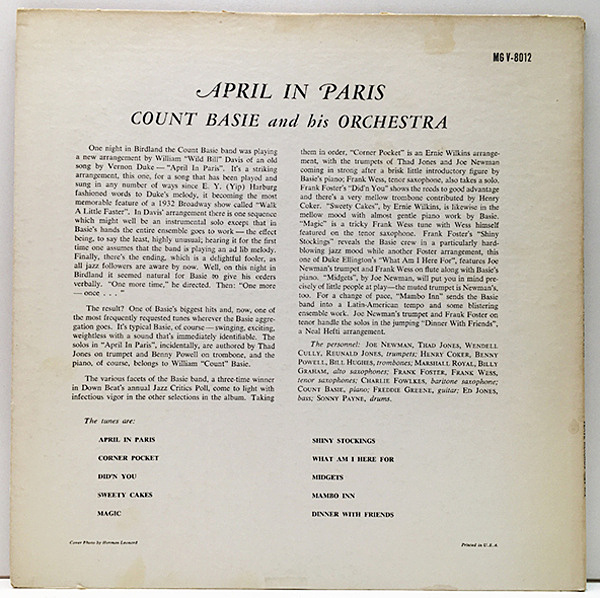 MG V-8012
APRIL IN PARIS
COUNT BASIE and his ORCHESTRA
One night in Birdland the Count Basie band was playing
a new arrangement by William "Wild Bill" Davis of an old
song by Vernon Duke — "April In Paris". It's a striking
arrangement, this one, for a song that has been played and
sung in any number of ways since E. Y. (Yip) Harburg
fashioned words to Duke's melody, it becoming the most
memorable feature of a 1932 Broadway show called "Walk
A Little Faster". In Davis' arrangement there is one sequence
which might well be an instrumental solo except that in
Basie's hands the entire ensemble goes to work — the effect
being, to say the least, highly unusual; hearing it for the first
time one assumes that the band is playing an ad lib melody.
Finally, there's the ending, which is a delightful fooler, as
all jazz followers are aware by now. Well, on this night in
Birdland it seemed natural for Basie to give his orders
verbally. "One more time," he directed. Then: "One more
— once . . . "
The result? One of Basie's biggest hits and, now, one of
the most frequently requested tunes wherever the Basie aggre-
gation goes. It's typical Basie, of course — swinging, exciting,
weightless with a sound that's immediately identifiable. The
solos in "April In Paris", incidentally, are authored by Thad
Jones on trumpet and Benny Powell on trombone, and the
piano, of course, belongs to William "Count" Basie.
The various facets of the Basie band, a three-time winner
in Down Beat's annual Jazz Critics Poll, come to light with
infectious vigor in the other selections in the album. Taking
them in order, "Corner Pocket" is an Ernie Wilkins arrange-
ment, with the trumpets of Thad Jones and Joe Newman
coming in strong after a brisk little introductory figure by
Basie's piano; Frank Wess, tenor saxophone, also takes a solo.
Frank Foster's "Did'n You" shows the reeds to good advantage
and there's a very mellow trombone contributed by Henry
Coker. "Sweety Cakes", by Ernie Wilkins, is likewise in the
mellow mood with almost gentle piano work by Basie.
"Magic" is a tricky Frank Wess tune with Wess himself
featured on the tenor saxophone. Frank Foster's "Shiny
Stockings" reveals the Basie crew in a particularly hard-
blowing jazz mood while another Foster arrangement, this
one of Duke Ellington's "What Am I Here For", features Joe
Newman's trumpet and Frank Wess on flute along with Basie's
piano. "Midgets", by Joe Newman, will put you in mind pre-
cisely of little people at play—the muted trumpet is Newman's,
too. For a change of pace, "Mambo Inn" sends the Basie
band into a Latin-American tempo and some blistering
ensemble work. Joe Newman's trumpet and Frank Foster on
tenor handle the solos in the jumping "Dinner With Friends",
a Neal Hefti arrangement.
The personnel: JOE NEWMAN, THAD JONES, WENDELL
CULLY, REUNALD JONES, trumpets; HENRY COKER, BENNY
POWELL, BILL HUGHES, trombones; MARSHALL ROYAL, BILLY
GRAHAM, alto saxophones; FRANK FOSTER, FRANK WESS,
tenor saxophones; CHARLIE FOWLKES, baritone saxophone;
COUNT BASIE, piano; FREDDIE GREENE, guitar; ED JONES,
bass; SONNY PAYNE, drums.
The tunes are:
APRIL IN PARIS
CORNER POCKET
DID'N YOU
SWEETY CAKES
MAGIC
SHINY STOCKINGS
WHAT AM I HERE FOR
MIDGETS
MAMBO INN
DINNER WITH FRIENDS
Cover Photo by Herman Leonard
Printed in U.S.A.